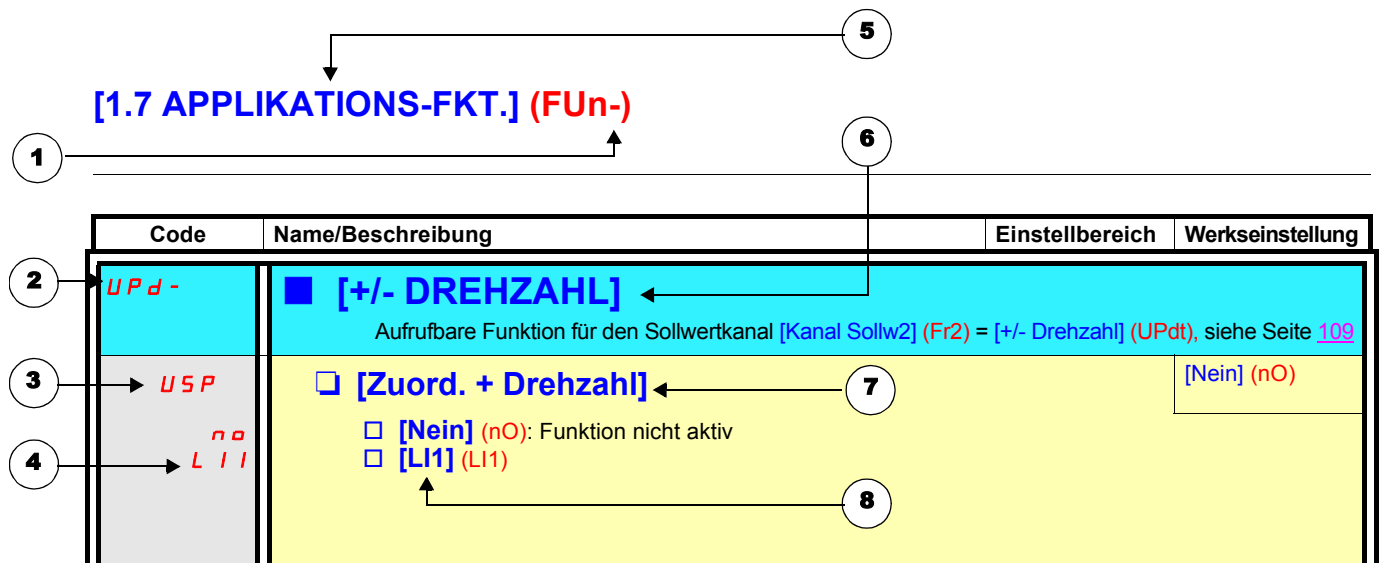 5
[1.7 APPLIKATIONS-FKT.] (FUn-)
1
6
Code Name/Beschreibung Einstellbereich Werkseinstellung
2
UPd- [+/- DREHZAHL]
Aufrufbare Funktion für den Sollwertkanal [Kanal Sollw2] (Fr2) = [+/- Drehzahl] (UPdt), siehe Seite 109
3
USP [Zuord. + Drehzahl] 7 [Nein] (nO)
no [Nein] (nO): Funktion nicht aktiv
4
LI1 [LI1] (LI1)
8